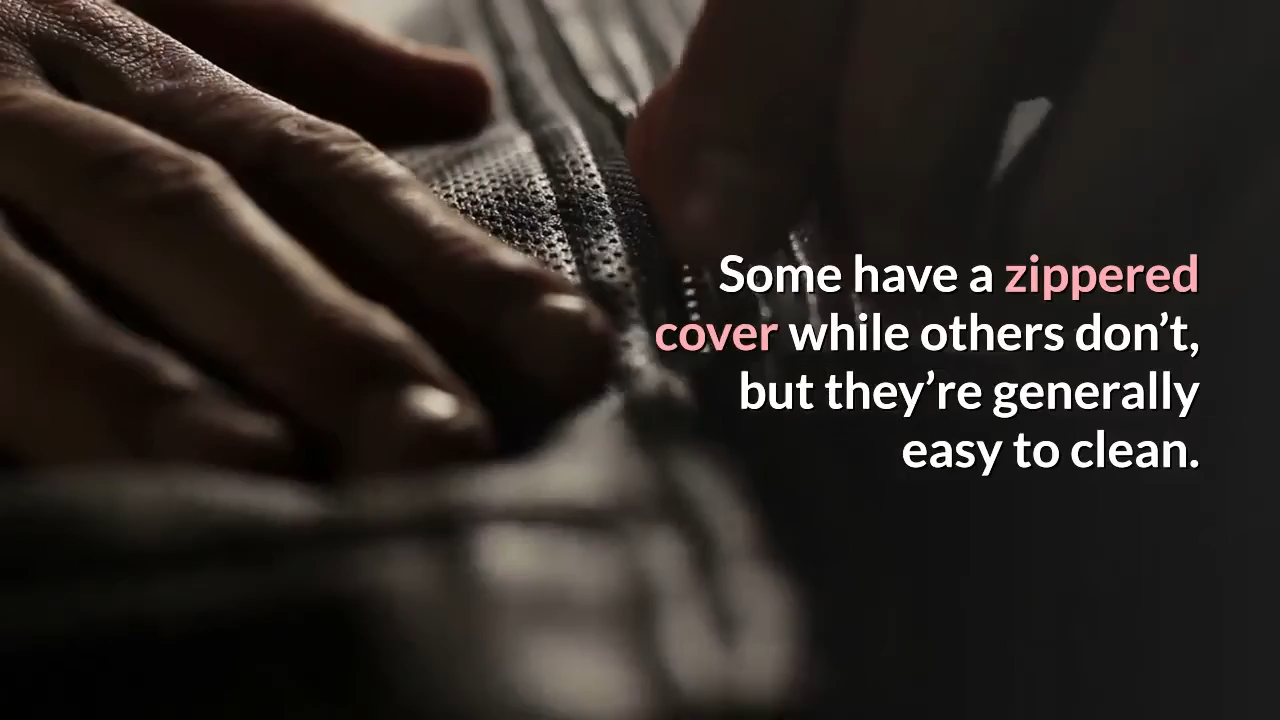 Some have a zippered
cover while others don’t,
but they’re generally
easy to clean.